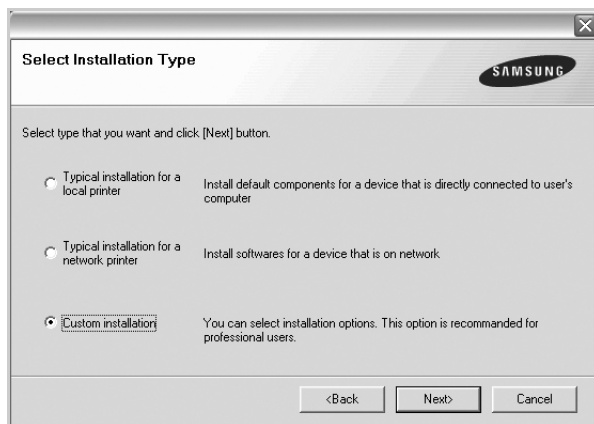 Select Installation Type
SAMSUNG
Select type that you want and click [Next] button.
Typical installation for a
local printer
Install default components for a device that is directly connected to user's
computer
Typical installation for a
network printer
Install softwares for a device that is on network
Custom installation
You can select installation options. This option is recommanded for
professional users.
<Back
Next>
Cancel